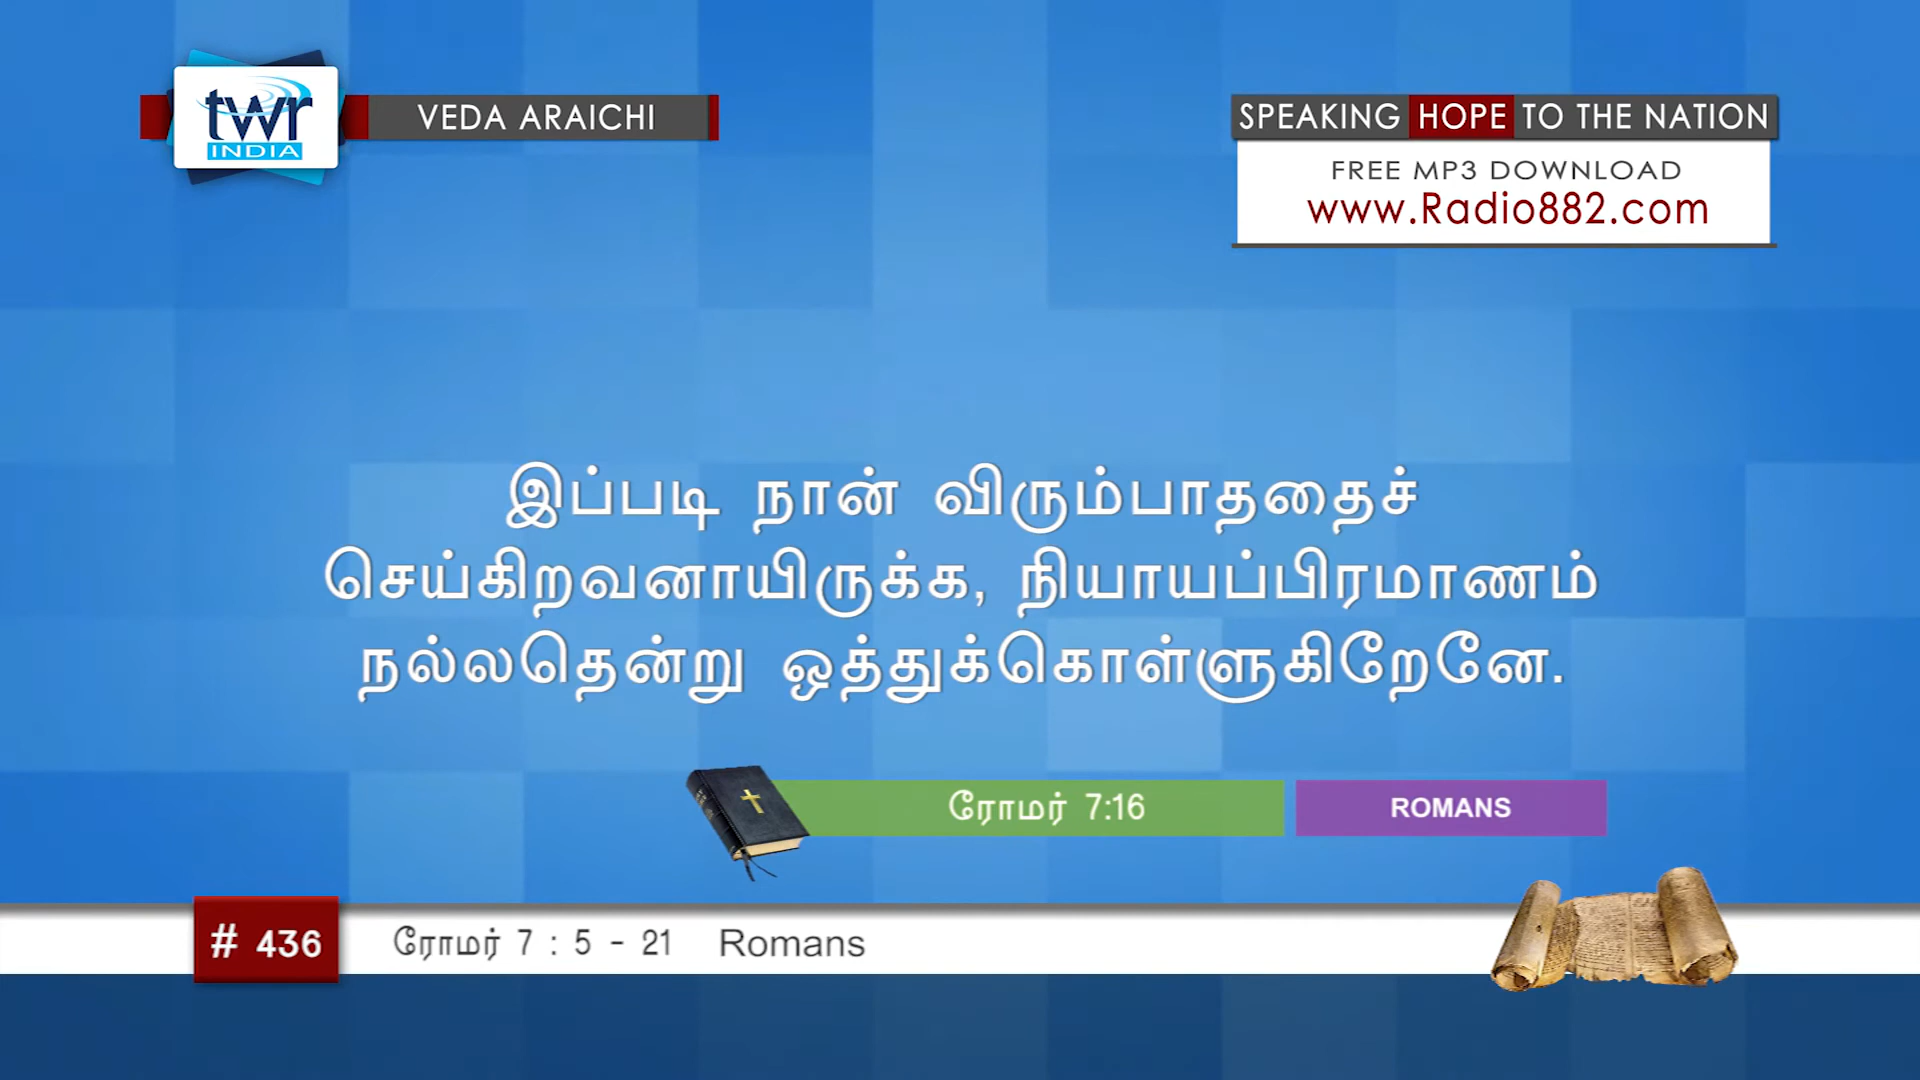 twr
INDIA
VEDA ARAICHI
SPEAKING HOPE TO THE NATION
FREE MP3 DOWNLOAD
www.Radio882.com
இப்படி நான் விரும்பாததைச்
செய்கிறவனாயிருக்க, நியாயப்பிரமாணம்
நல்லதென்று ஒத்துக்கொள்ளுகிறேனே.
ரோமர் 7:16
ROMANS
# 436
ரோமர் 7 : 5 - 21 Romans